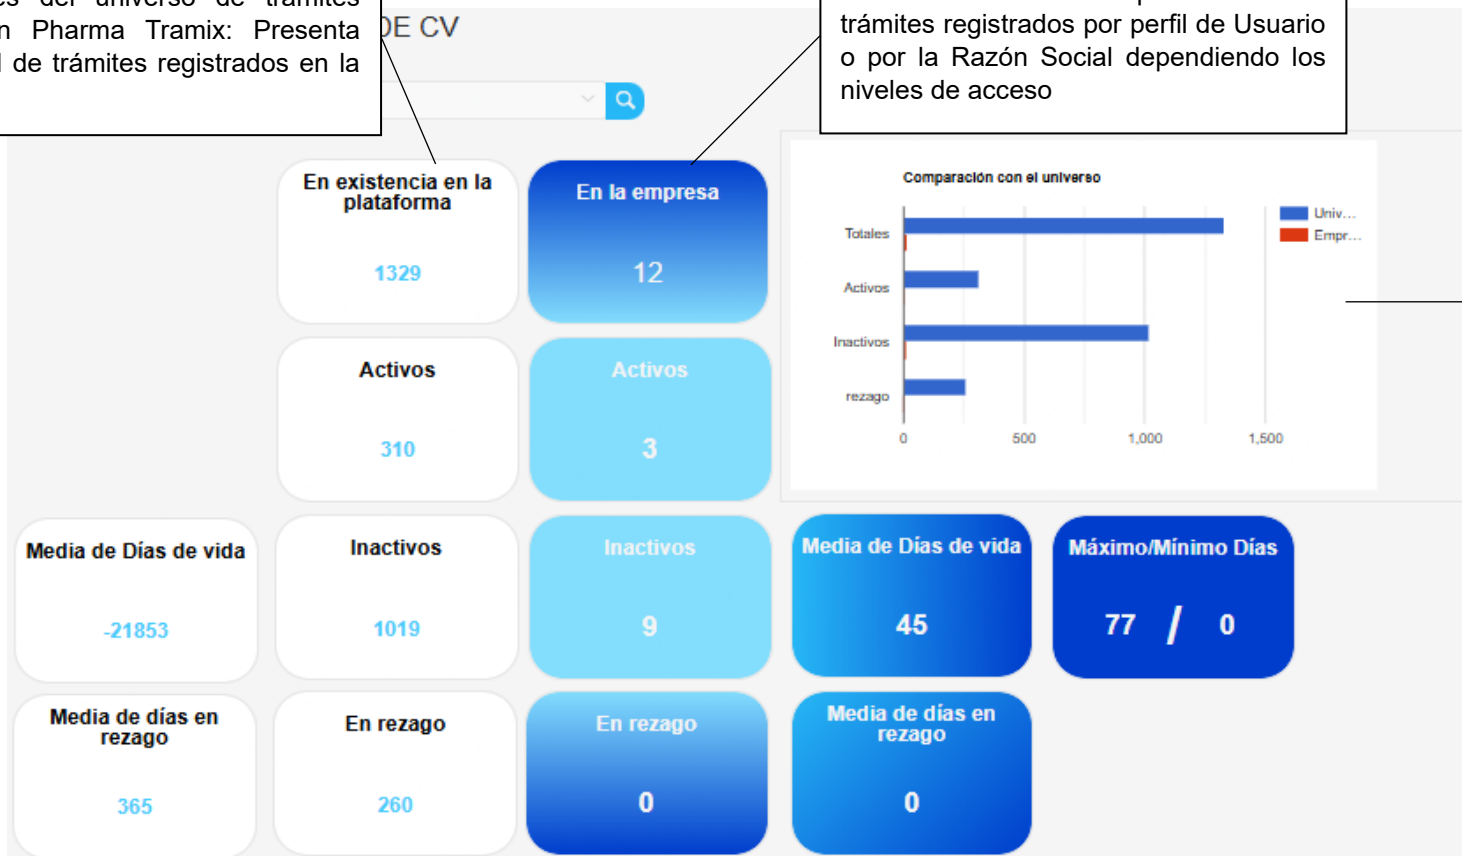 es del universo de trámites
n Pharma Tramix: Presenta
l de trámites registrados en la
DE CV
trámites registrados por perfil de Usuario
o por la Razón Social dependiendo los
niveles de acceso
En existencia en la
plataforma
1329
En la empresa
12
Comparación con el universo
Totales
Activos
Inactivos
rezago
0
500
1,000
1,500
Univ...
Empr...
Activos
310
Activos
3
Media de Días de vida
-21853
Inactivos
1019
Inactivos
9
Media de Días de vida
45
Máximo/Mínimo Días
77 / 0
Media de días en
rezago
365
En rezago
260
En rezago
0
Media de días en
rezago
0